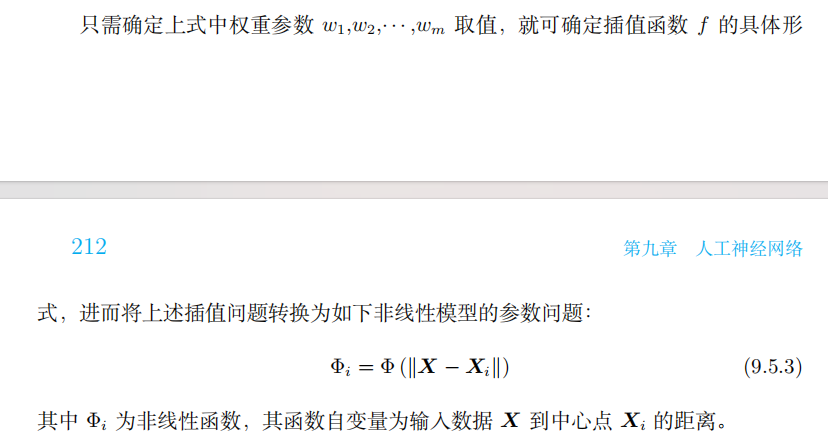 只需确定上式中权重参数 w₁,w₂,⋯,wₘ 取值，就可确定插值函数 f 的具体形
212 第九章 人工神经网络
式，进而将上述插值问题转换为如下非线性模型的参数问题：
Φᵢ = Φ (‖X − Xᵢ‖) (9.5.3)
其中 Φᵢ 为非线性函数，其函数自变量为输入数据 X 到中心点 Xᵢ 的距离。